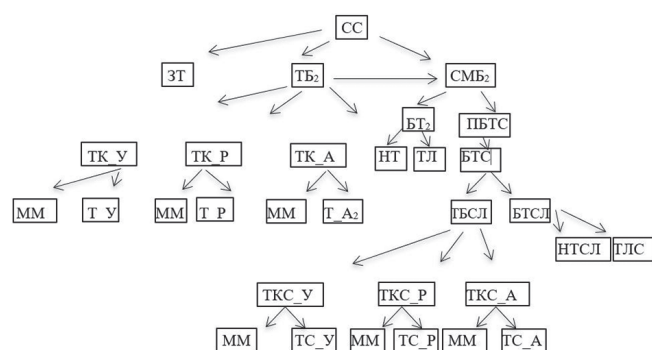 СС
ЗТ ТБ₂ СМБ₂
БТ₂ ПБТС
ТК_У ТК_Р ТК_А НТ ТЛ БТС
ММ Т_У ММ Т_Р ММ Т_А₂ ТБСЛ БТСЛ
НТСЛ ТЛС
ТКС_У ТКС_Р ТКС_А
ММ ТС_У ММ ТС_Р ММ ТС_А